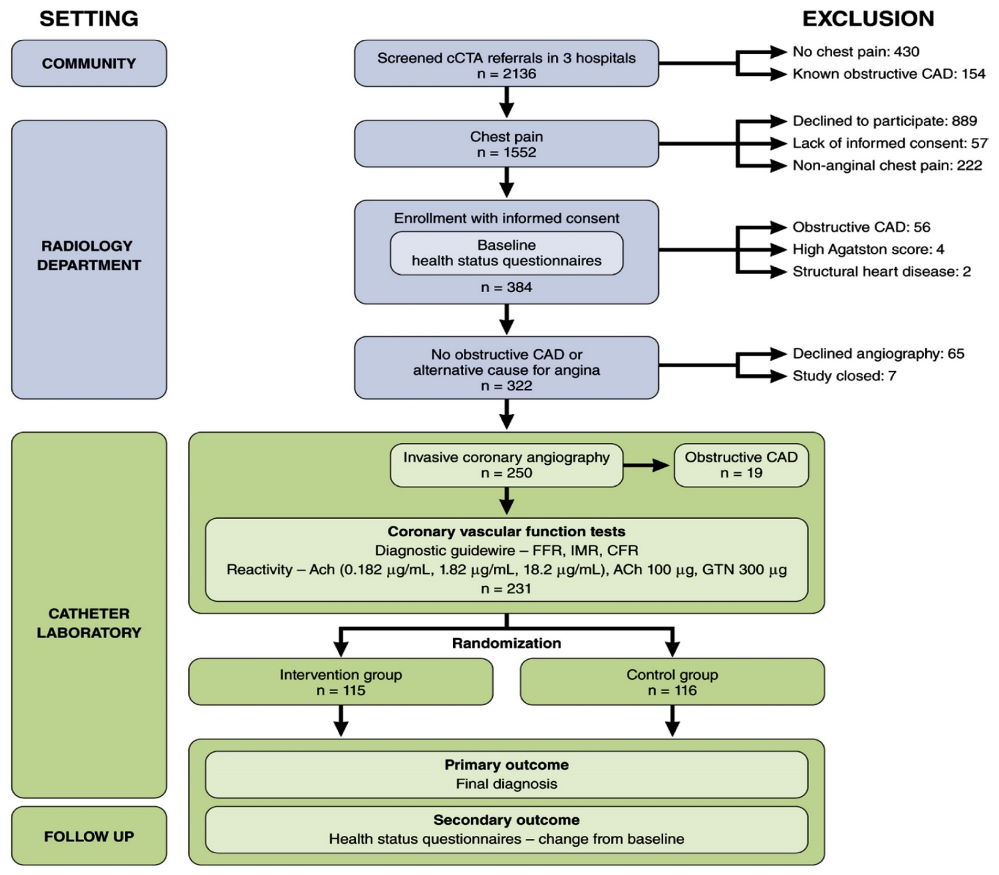 SETTING
EXCLUSION
COMMUNITY
Screened cCTA referrals in 3 hospitals
n = 2136
No chest pain: 430
Known obstructive CAD: 154
RADIOLOGY
DEPARTMENT
Chest pain
n = 1552
Declined to participate: 889
Lack of informed consent: 57
Non-anginal chest pain: 222
Enrollment with informed consent
Baseline
health status questionnaires
n = 384
Obstructive CAD: 56
High Agatston score: 4
Structural heart disease: 2
No obstructive CAD or
alternative cause for angina
n = 322
Declined angiography: 65
Study closed: 7
CATHETER
LABORATORY
Invasive coronary angiography
n = 250
Obstructive CAD
n = 19
Coronary vascular function tests
Diagnostic guidewire – FFR, IMR, CFR
Reactivity – Ach (0.182 µg/mL, 1.82 µg/mL, 18.2 µg/mL), ACh 100 µg, GTN 300 µg
n = 231
Randomization
Intervention group
n = 115
Control group
n = 116
Primary outcome
Final diagnosis
FOLLOW UP
Secondary outcome
Health status questionnaires – change from baseline